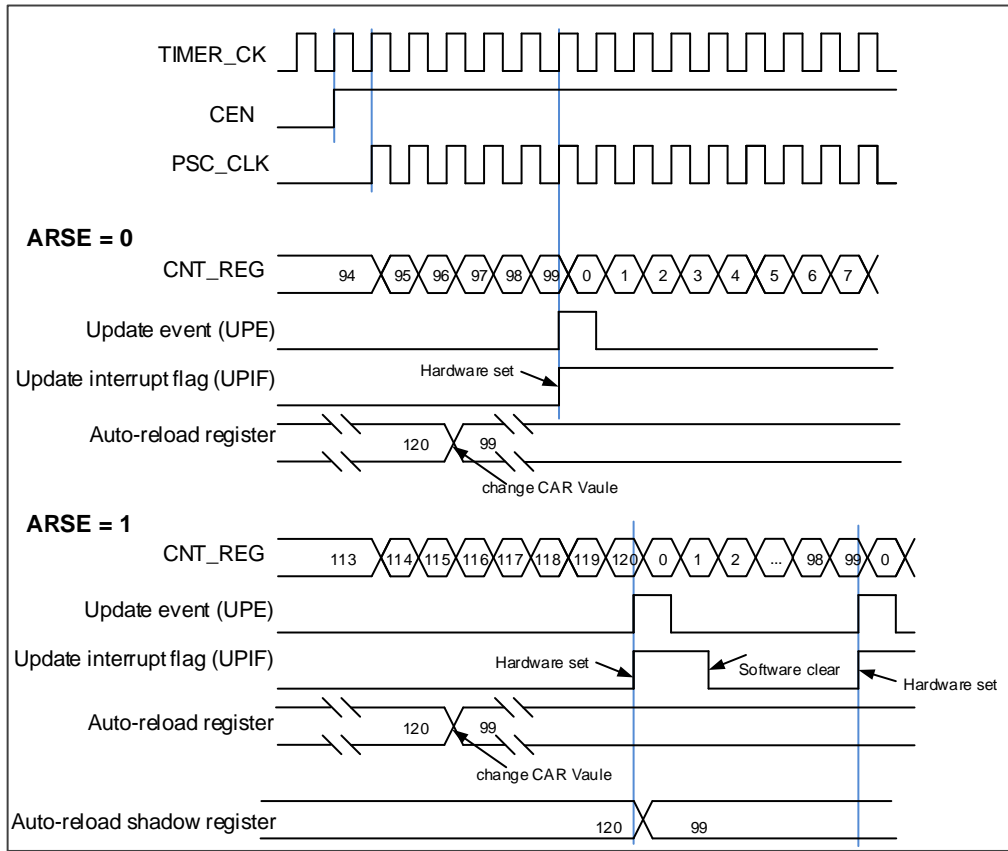 TIMER_CK
CEN
PSC_CLK
ARSE = 0
CNT_REG 94 95 96 97 98 99 0 1 2 3 4 5 6 7
Update event (UPE)
Update interrupt flag (UPIF) Hardware set
Auto-reload register 120 99
change CAR Vaule
ARSE = 1
CNT_REG 113 114 115 116 117 118 119 120 0 1 2 ... 98 99 0
Update event (UPE)
Update interrupt flag (UPIF) Hardware set Software clear Hardware set
Auto-reload register 120 99
change CAR Vaule
Auto-reload shadow register 120 99